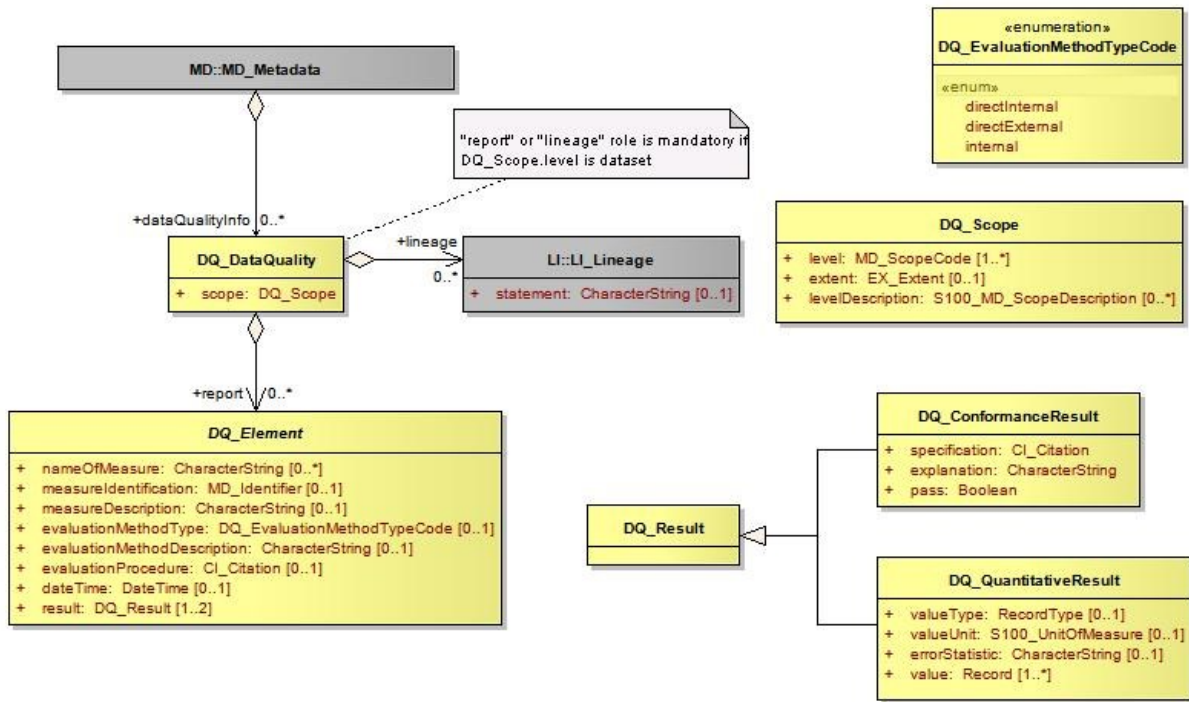 MD::MD_Metadata
+dataQualityInfo 0..*
"report" or "lineage" role is mandatory if
DQ_Scope.level is dataset
DQ_DataQuality
+ scope: DQ_Scope
+lineage
0..*
LI::LI_Lineage
+ statement: CharacterString [0..1]
+report 0..*
DQ_Element
+ nameOfMeasure: CharacterString [0..*]
+ measureIdentification: MD_Identifier [0..1]
+ measureDescription: CharacterString [0..1]
+ evaluationMethodType: DQ_EvaluationMethodTypeCode [0..1]
+ evaluationMethodDescription: CharacterString [0..1]
+ evaluationProcedure: CI_Citation [0..1]
+ dateTime: DateTime [0..1]
+ result: DQ_Result [1..2]
«enumeration»
DQ_EvaluationMethodTypeCode
«enum»
directInternal
directExternal
internal
DQ_Scope
+ level: MD_ScopeCode [1..*]
+ extent: EX_Extent [0..1]
+ levelDescription: S100_MD_ScopeDescription [0..*]
DQ_Result
DQ_ConformanceResult
+ specification: CI_Citation
+ explanation: CharacterString
+ pass: Boolean
DQ_QuantitativeResult
+ valueType: RecordType [0..1]
+ valueUnit: S100_UnitOfMeasure [0..1]
+ errorStatistic: CharacterString [0..1]
+ value: Record [1..*]